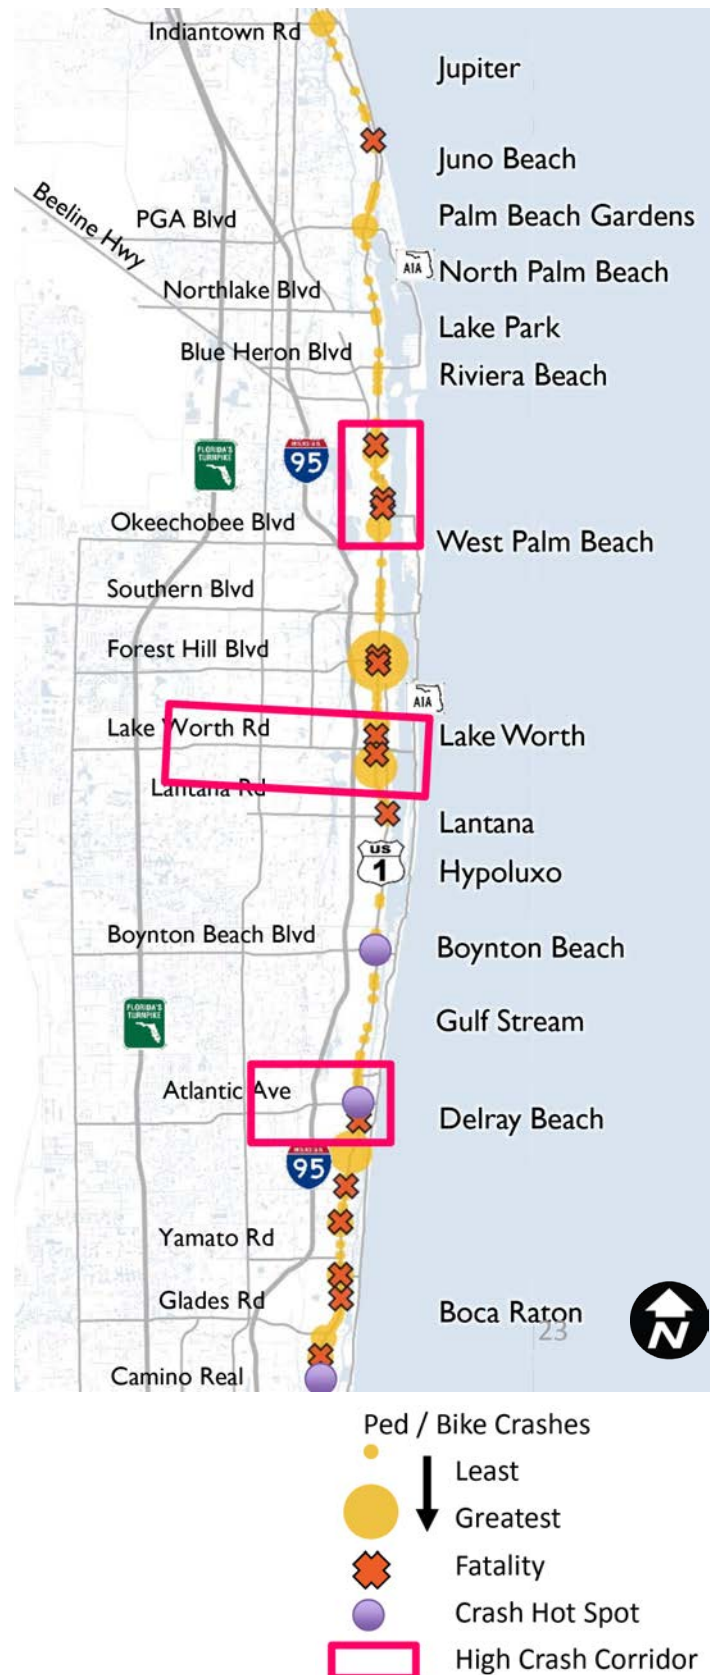 Indiantown Rd
Jupiter
Juno Beach
Beeline Hwy
PGA Blvd
Palm Beach Gardens
A1A
North Palm Beach
Northlake Blvd
Lake Park
Blue Heron Blvd
Riviera Beach
FLORIDA'S
TURNPIKE
95
Okeechobee Blvd
West Palm Beach
Southern Blvd
Forest Hill Blvd
A1A
Lake Worth Rd
Lake Worth
Lantana Rd
Lantana
US
1
Hypoluxo
Boynton Beach Blvd
Boynton Beach
FLORIDA'S
TURNPIKE
Gulf Stream
Atlantic Ave
Delray Beach
95
Yamato Rd
Glades Rd
Boca Raton
23
N
Camino Real
Ped / Bike Crashes
Least
Greatest
Fatality
Crash Hot Spot
High Crash Corridor